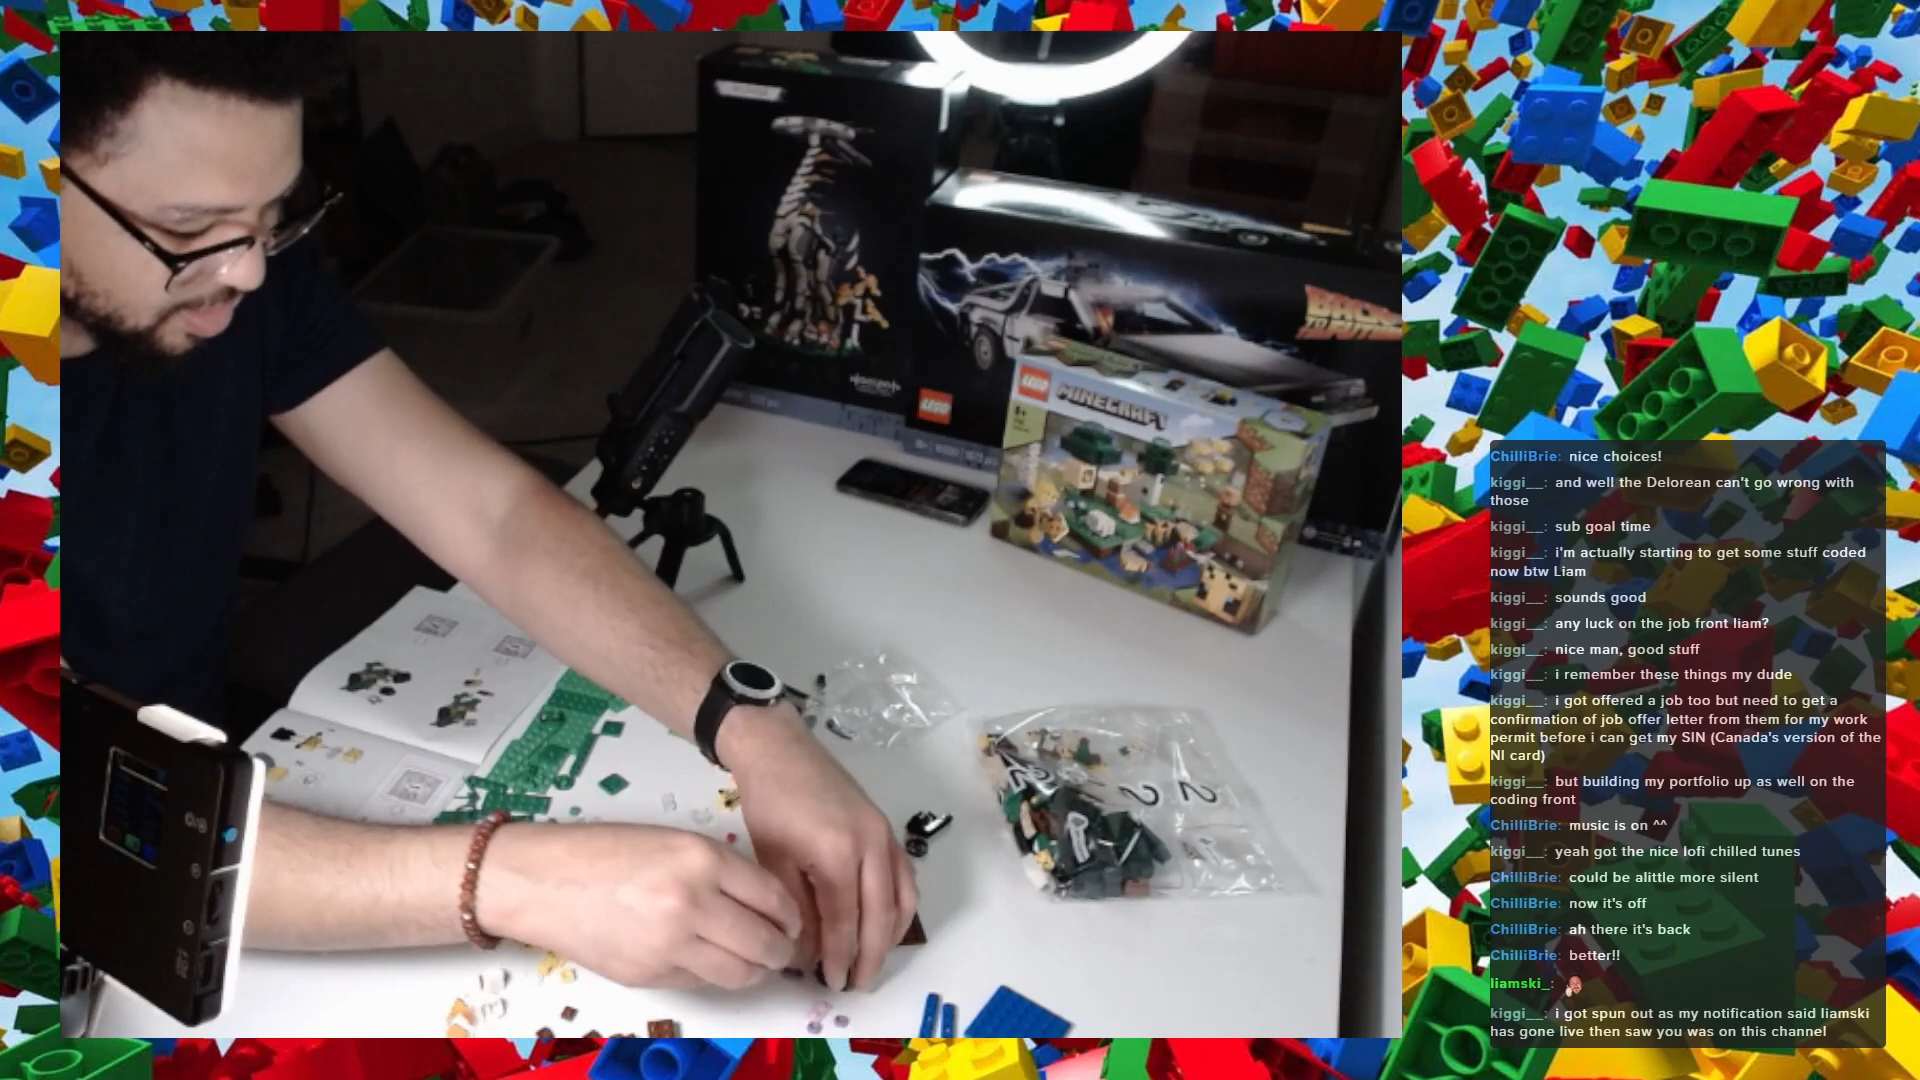 BACK
TO THE
FUTURE
LEGO
LEGO
MINECRAFT
8+
2
2
2
ChilliBrie: nice choices!
kiggi__: and well the Delorean can't go wrong with
those
kiggi__: sub goal time
kiggi__: i'm actually starting to get some stuff coded
now btw Liam
kiggi__: sounds good
kiggi__: any luck on the job front liam?
kiggi__: nice man, good stuff
kiggi__: i remember these things my dude
kiggi__: i got offered a job too but need to get a
confirmation of job offer letter from them for my work
permit before i can get my SIN (Canada's version of the
NI card)
kiggi__: but building my portfolio up as well on the
coding front
ChilliBrie: music is on ^^
kiggi__: yeah got the nice lofi chilled tunes
ChilliBrie: could be alittle more silent
ChilliBrie: now it's off
ChilliBrie: ah there it's back
ChilliBrie: better!!
liamski_:
kiggi__: i got spun out as my notification said liamski
has gone live then saw you was on this channel